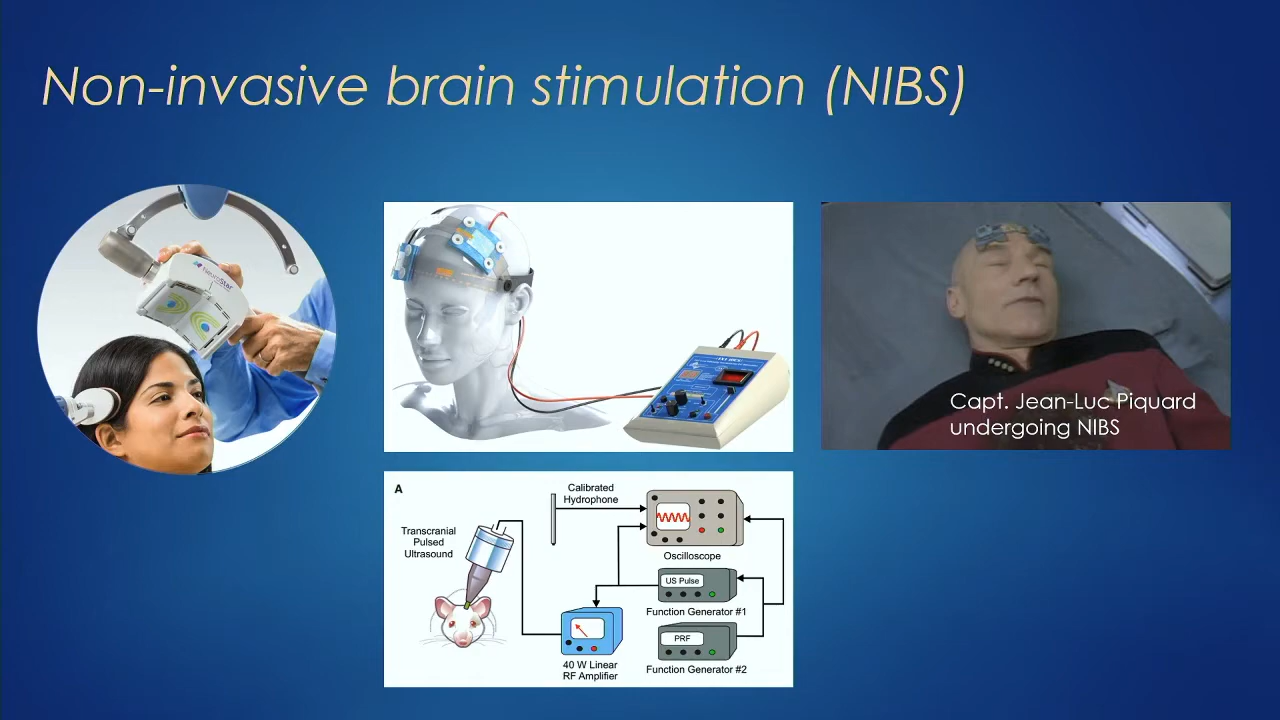 Non-invasive brain stimulation (NIBS)
NeuroStar
Capt. Jean-Luc Piquard
undergoing NIBS
A
Calibrated
Hydrophone
Transcranial
Pulsed
Ultrasound
Oscilloscope
US Pulse
Function Generator #1
PRF
40 W Linear
RF Amplifier
Function Generator #2